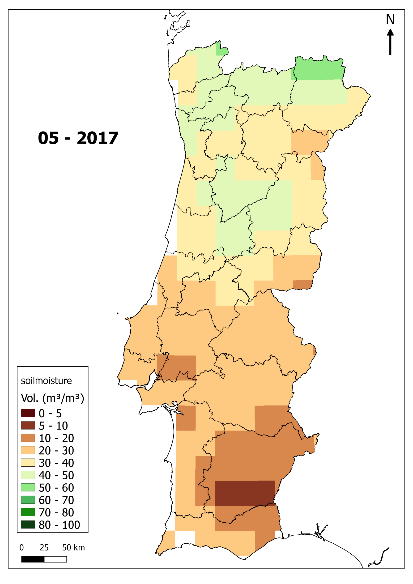 N
05 - 2017
soilmoisture
Vol. (m³/m³)
0 - 5
5 - 10
10 - 20
20 - 30
30 - 40
40 - 50
50 - 60
60 - 70
70 - 80
80 - 100
0 25 50 km